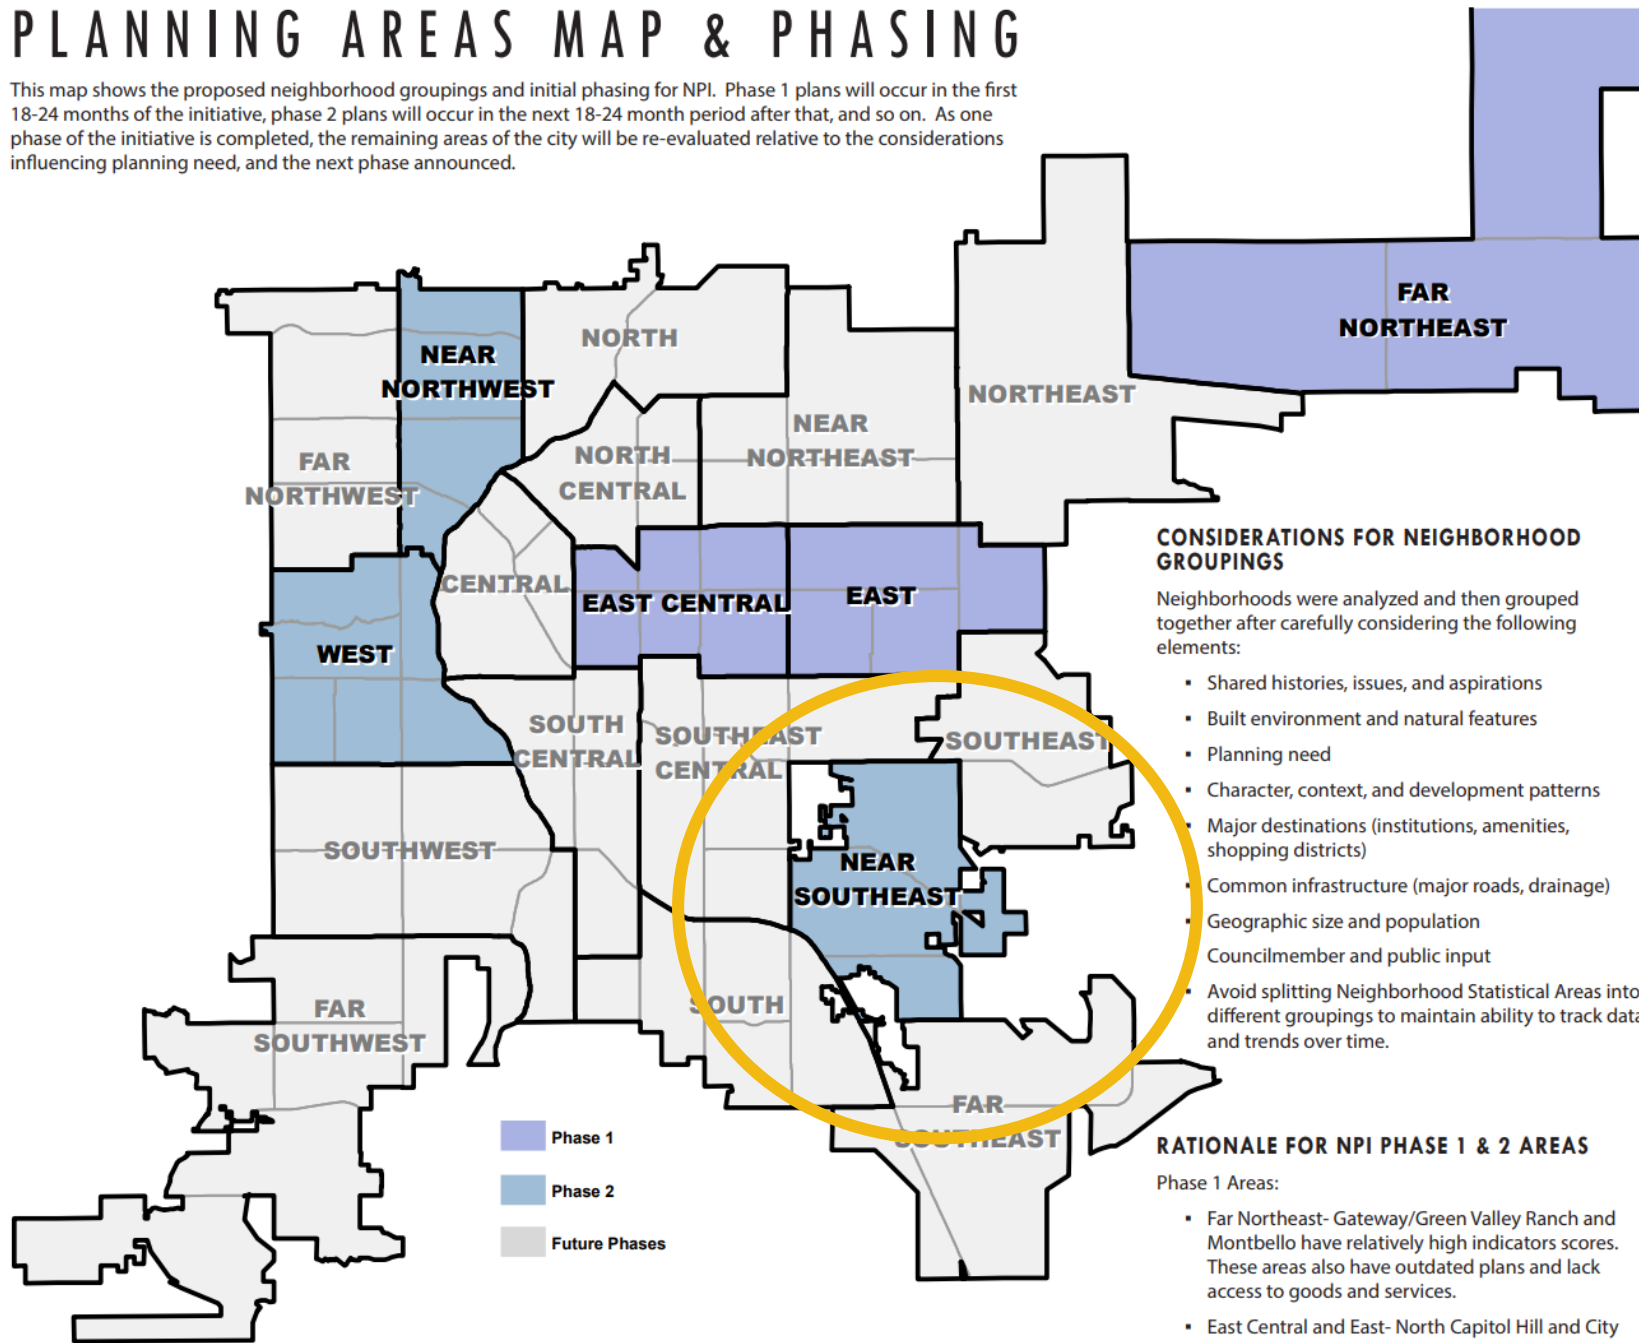 PLANNING AREAS MAP & PHASING
This map shows the proposed neighborhood groupings and initial phasing for NPI. Phase 1 plans will occur in the first
18-24 months of the initiative, phase 2 plans will occur in the next 18-24 month period after that, and so on. As one
phase of the initiative is completed, the remaining areas of the city will be re-evaluated relative to the considerations
influencing planning need, and the next phase announced.
FAR
NORTHEAST
NORTH
NEAR
NORTHWEST
NORTHEAST
NEAR
NORTHEAST
FAR
NORTHWEST
NORTH
CENTRAL
CENTRAL
EAST CENTRAL
EAST
WEST
SOUTH
CENTRAL
SOUTHEAST
CENTRAL
SOUTHEAST
SOUTHWEST
NEAR
SOUTHEAST
FAR
SOUTHWEST
SOUTH
FAR
SOUTHEAST
Phase 1
Phase 2
Future Phases
CONSIDERATIONS FOR NEIGHBORHOOD
GROUPINGS
Neighborhoods were analyzed and then grouped
together after carefully considering the following
elements:
▪ Shared histories, issues, and aspirations
▪ Built environment and natural features
▪ Planning need
▪ Character, context, and development patterns
▪ Major destinations (institutions, amenities,
shopping districts)
▪ Common infrastructure (major roads, drainage)
▪ Geographic size and population
Councilmember and public input
▪ Avoid splitting Neighborhood Statistical Areas into
different groupings to maintain ability to track data
and trends over time.
RATIONALE FOR NPI PHASE 1 & 2 AREAS
Phase 1 Areas:
▪ Far Northeast- Gateway/Green Valley Ranch and
Montbello have relatively high indicators scores.
These areas also have outdated plans and lack
access to goods and services.
▪ East Central and East- North Capitol Hill and City